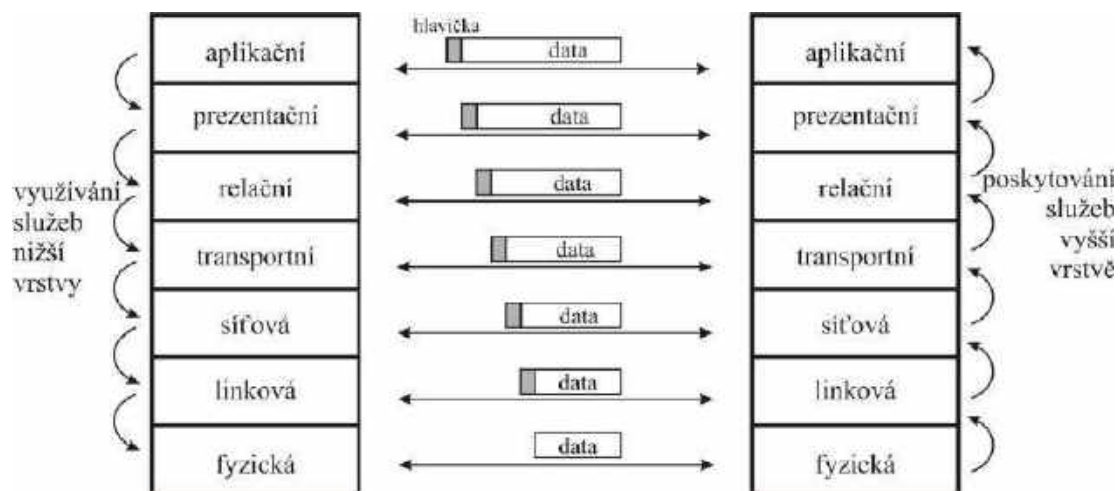 hlavička
aplikační
data
aplikační
prezentační
data
prezentační
využívání
služeb
nižší
vrstvy
relační
data
relační
poskytování
služeb
vyšší
vrstvě
transportní
data
transportní
síťová
data
síťová
linková
data
linková
fyzická
data
fyzická